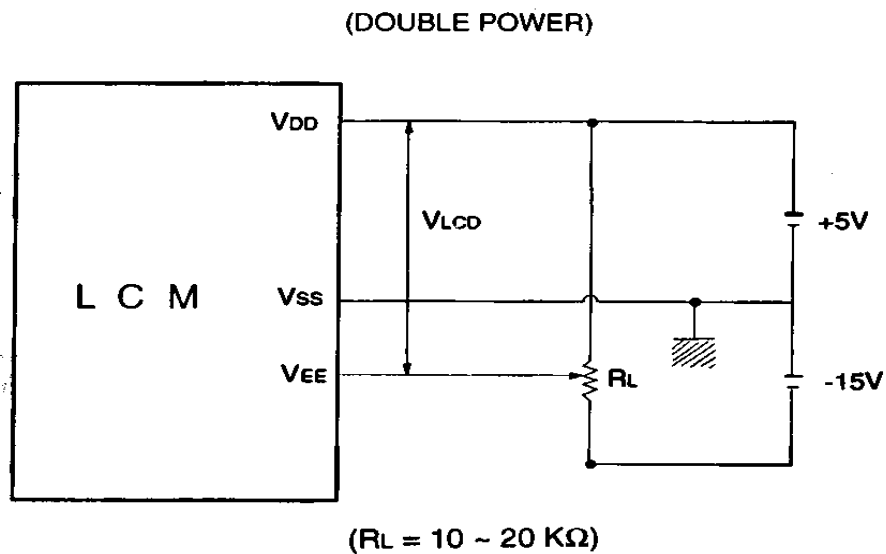 (DOUBLE POWER)
VDD
VLCD
+5V
L C M
VSS
VEE
RL
-15V
(RL = 10 ~ 20 KΩ)